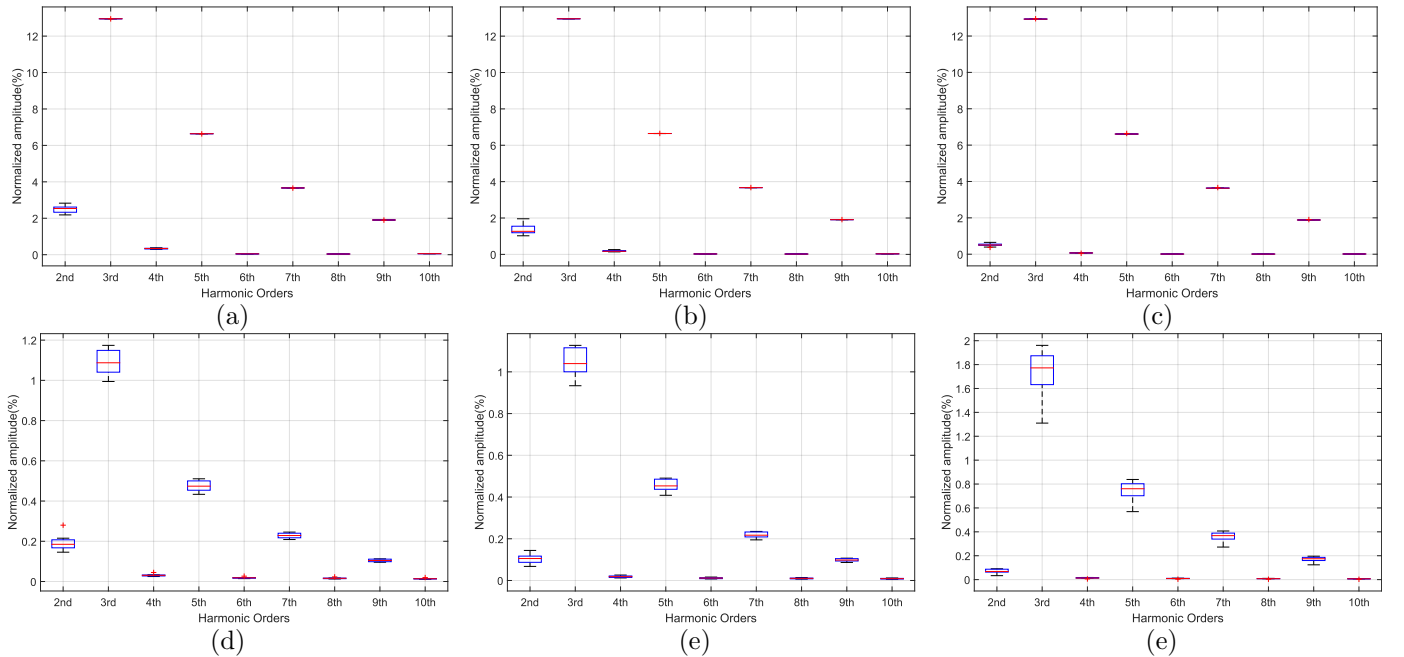 12
10
8
6
4
2
0
Normalized amplitude(%)
2nd 3rd 4th 5th 6th 7th 8th 9th 10th
Harmonic Orders
(a)
12
10
8
6
4
2
0
Normalized amplitude(%)
2nd 3rd 4th 5th 6th 7th 8th 9th 10th
Harmonic Orders
(b)
12
10
8
6
4
2
0
Normalized amplitude(%)
2nd 3rd 4th 5th 6th 7th 8th 9th 10th
Harmonic Orders
(c)
1.2
1
0.8
0.6
0.4
0.2
0
Normalized amplitude(%)
2nd 3rd 4th 5th 6th 7th 8th 9th 10th
Harmonic Orders
(d)
1
0.8
0.6
0.4
0.2
0
Normalized amplitude(%)
2nd 3rd 4th 5th 6th 7th 8th 9th 10th
Harmonic Orders
(e)
2
1.8
1.6
1.4
1.2
1
0.8
0.6
0.4
0.2
0
Normalized amplitude(%)
2nd 3rd 4th 5th 6th 7th 8th 9th 10th
Harmonic Orders
(e)